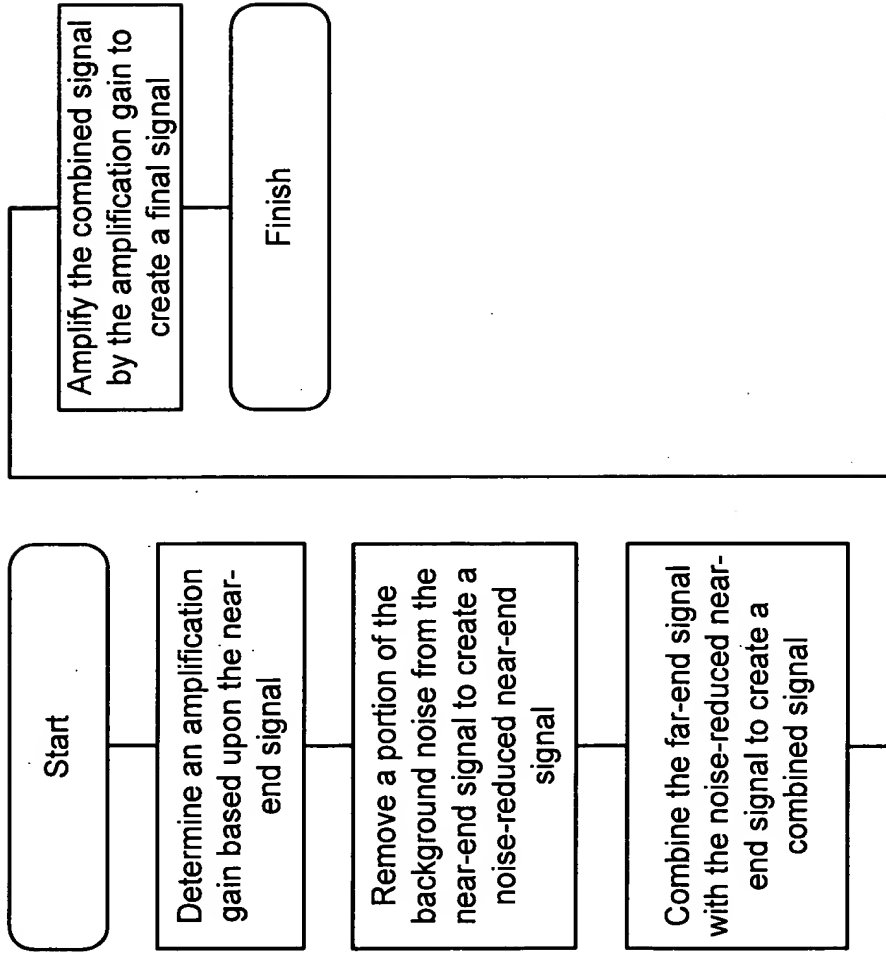 Start
Determine an amplification
gain based upon the near-
end signal
Remove a portion of the
background noise from the
near-end signal to create a
noise-reduced near-end
signal
Combine the far-end signal
with the noise-reduced near-
end signal to create a
combined signal
Amplify the combined signal
by the amplification gain to
create a final signal
Finish